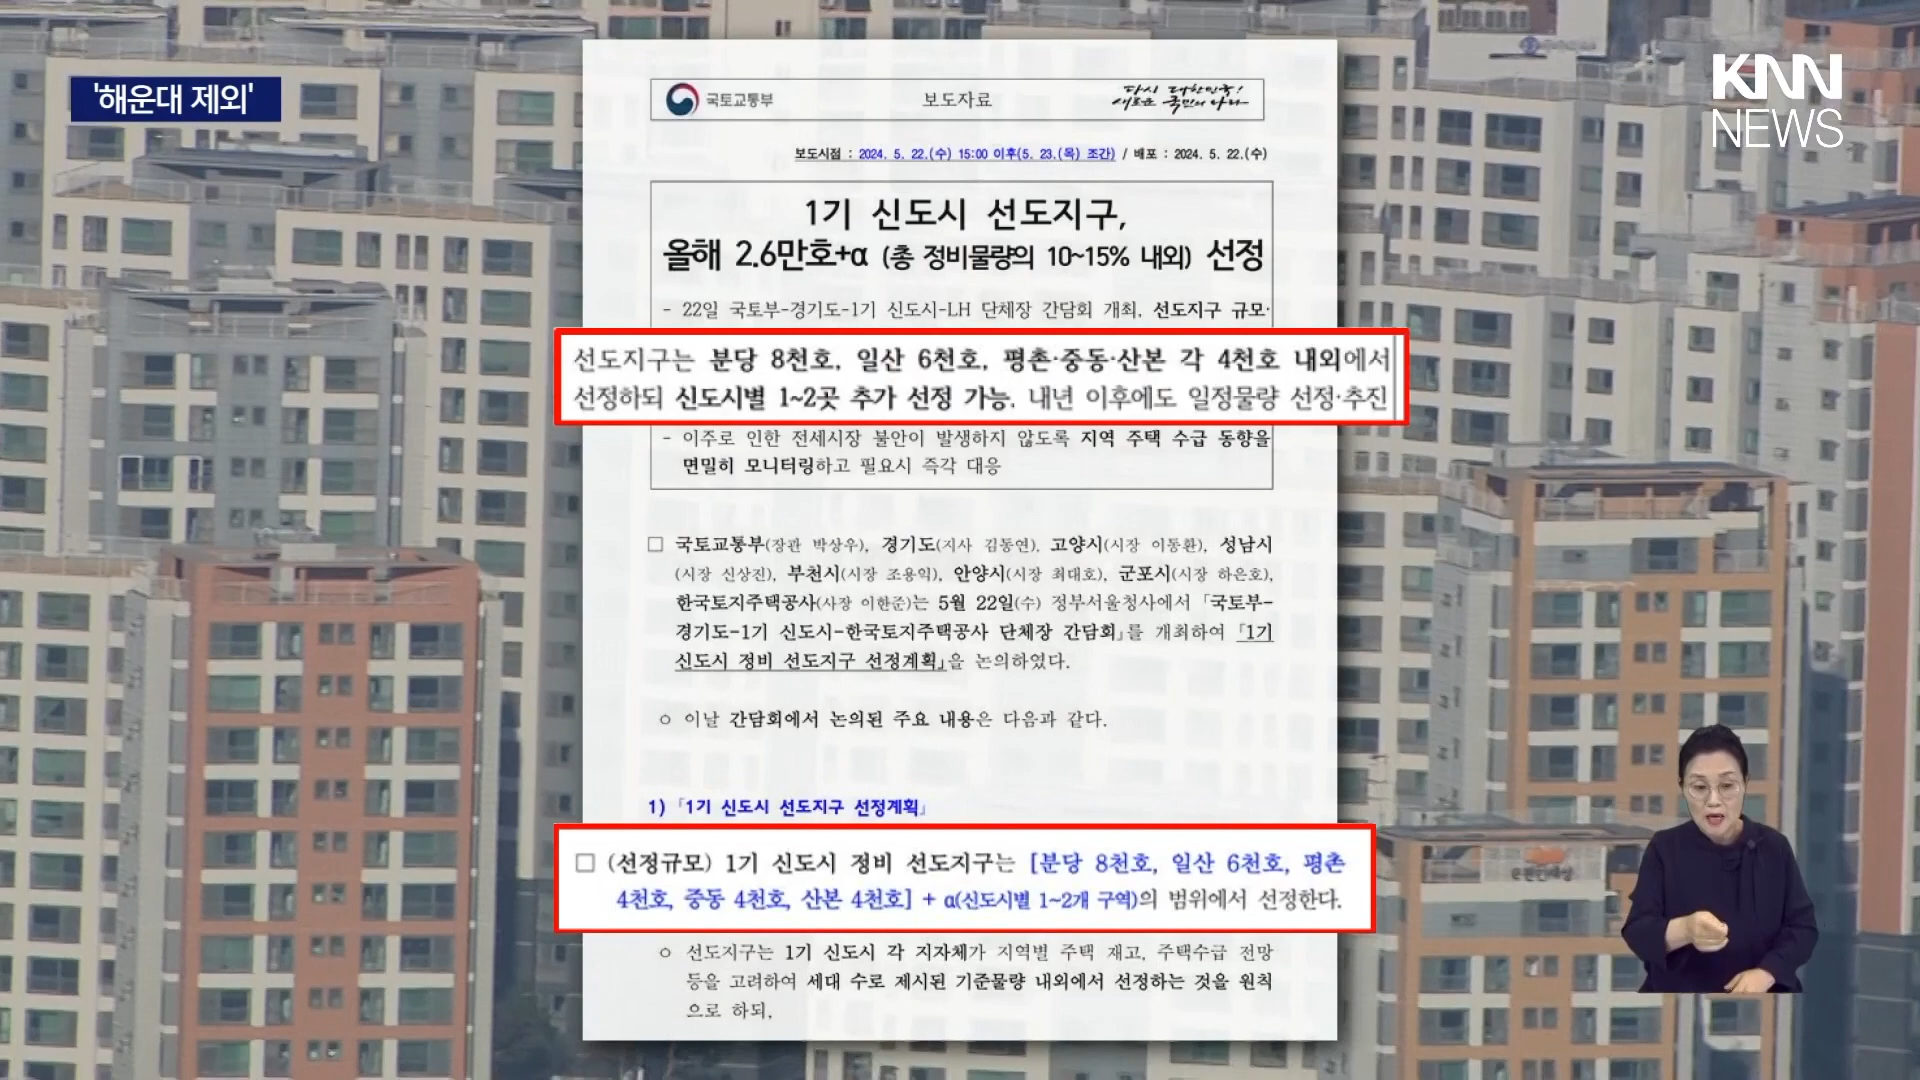 '해운대 제외'
KNN
NEWS
국토교통부
보도자료
다시 대한민국!
새로운 국민의 나라
보도시점 : 2024. 5. 22.(수) 15:00 이후(5. 23.(목) 조간) / 배포 : 2024. 5. 22.(수)
1기 신도시 선도지구,
올해 2.6만호+α (총 정비물량의 10~15% 내외) 선정
- 22일 국토부-경기도-1기 신도시-LH 단체장 간담회 개최, 선도지구 규모·
선도지구는 분당 8천호, 일산 6천호, 평촌·중동·산본 각 4천호 내외에서
선정하되 신도시별 1~2곳 추가 선정 가능. 내년 이후에도 일정물량 선정·추진
- 이주로 인한 전세시장 불안이 발생하지 않도록 지역 주택 수급 동향을
면밀히 모니터링하고 필요시 즉각 대응
□ 국토교통부(장관 박상우), 경기도(지사 김동연), 고양시(시장 이동환), 성남시
(시장 신상진), 부천시(시장 조용익), 안양시(시장 최대호), 군포시(시장 하은호),
한국토지주택공사(사장 이한준)는 5월 22일(수) 정부서울청사에서 「국토부-
경기도-1기 신도시-한국토지주택공사 단체장 간담회」를 개최하여 「1기
신도시 정비 선도지구 선정계획」을 논의하였다.
ㅇ 이날 간담회에서 논의된 주요 내용은 다음과 같다.
1) 「1기 신도시 선도지구 선정계획」
□ (선정규모) 1기 신도시 정비 선도지구는 [분당 8천호, 일산 6천호, 평촌
4천호, 중동 4천호, 산본 4천호] + α(신도시별 1~2개 구역)의 범위에서 선정한다.
ㅇ 선도지구는 1기 신도시 각 지자체가 지역별 주택 재고, 주택수급 전망
등을 고려하여 세대 수로 제시된 기준물량 내외에서 선정하는 것을 원칙
으로 하되,